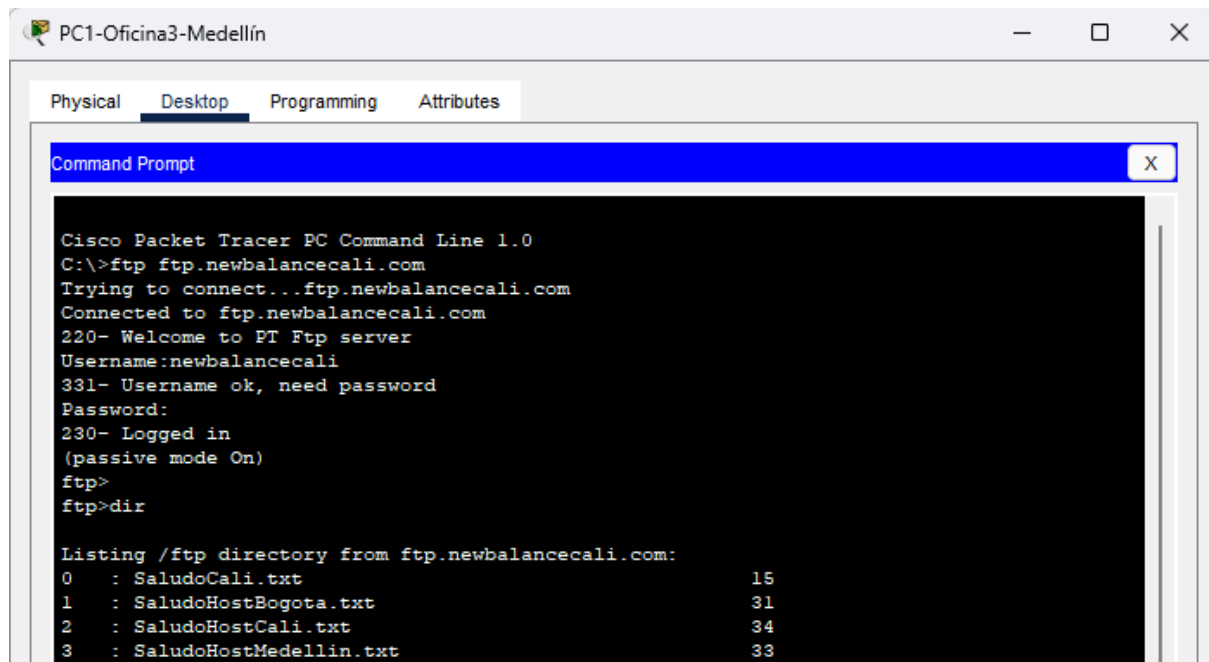 PC1-Oficina3-Medellín
Physical Desktop Programming Attributes
Command Prompt X
Cisco Packet Tracer PC Command Line 1.0
C:\>ftp ftp.newbalancecali.com
Trying to connect...ftp.newbalancecali.com
Connected to ftp.newbalancecali.com
220- Welcome to PT Ftp server
Username:newbalancecali
331- Username ok, need password
Password:
230- Logged in
(passive mode On)
ftp>
ftp>dir
Listing /ftp directory from ftp.newbalancecali.com:
0 : SaludoCali.txt 15
1 : SaludoHostBogota.txt 31
2 : SaludoHostCali.txt 34
3 : SaludoHostMedellin.txt 33